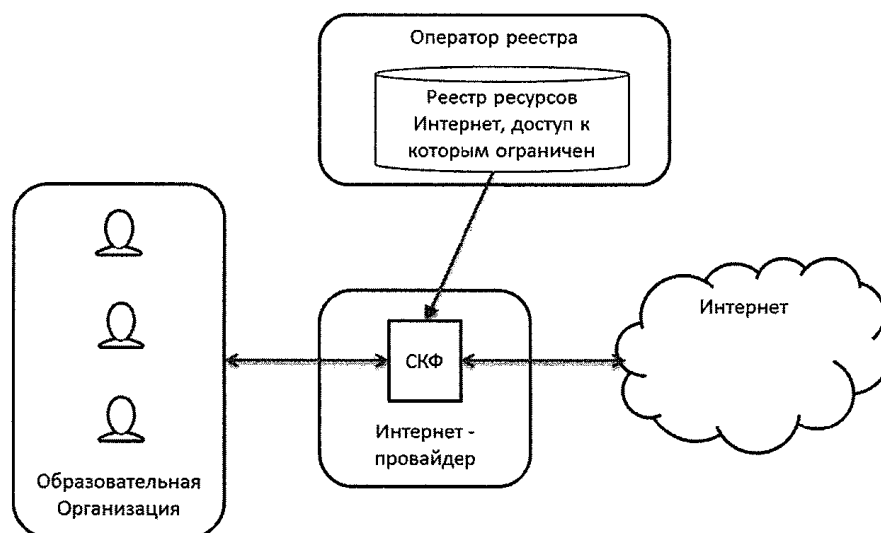 Оператор реестра
Реестр ресурсов
Интернет, доступ к
которым ограничен
Интернет
СКФ
Интернет -
провайдер
Образовательная
Организация